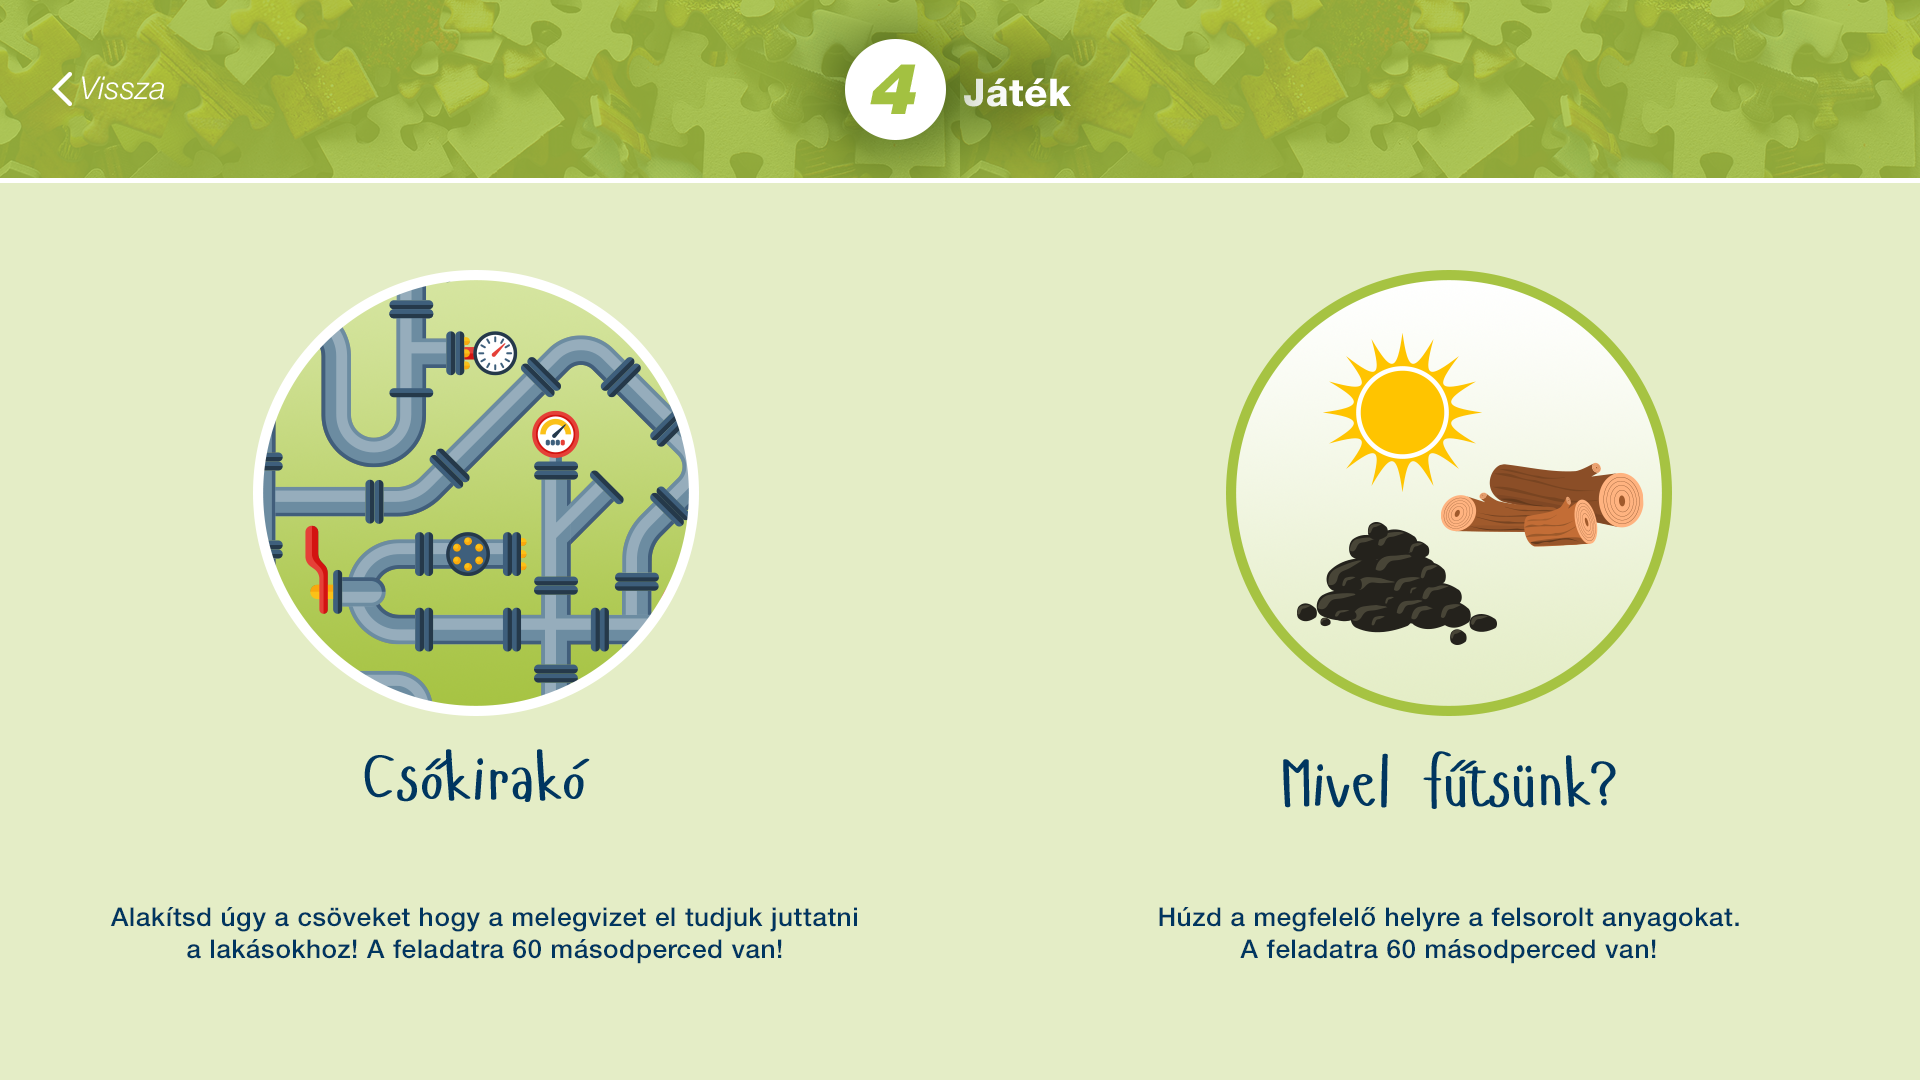 Vissza
4 Játék
Csőkirakó
Alakítsd úgy a csöveket hogy a melegvizet el tudjuk juttatni
a lakásokhoz! A feladatra 60 másodperced van!
Mivel fűtsünk?
Húzd a megfelelő helyre a felsorolt anyagokat.
A feladatra 60 másodperced van!